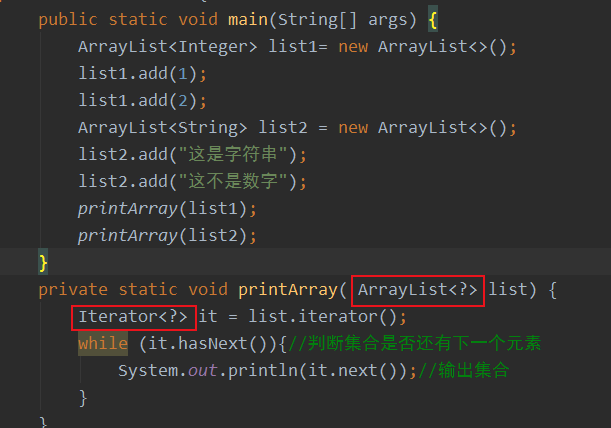 public static void main(String[] args) {
ArrayList<Integer> list1= new ArrayList<>();
list1.add(1);
list1.add(2);
ArrayList<String> list2 = new ArrayList<>();
list2.add("这是字符串");
list2.add("这不是数字");
printArray(list1);
printArray(list2);
}
private static void printArray( ArrayList<?> list) {
Iterator<?> it = list.iterator();
while (it.hasNext()){//判断集合是否还有下一个元素
System.out.println(it.next());//输出集合
}
}